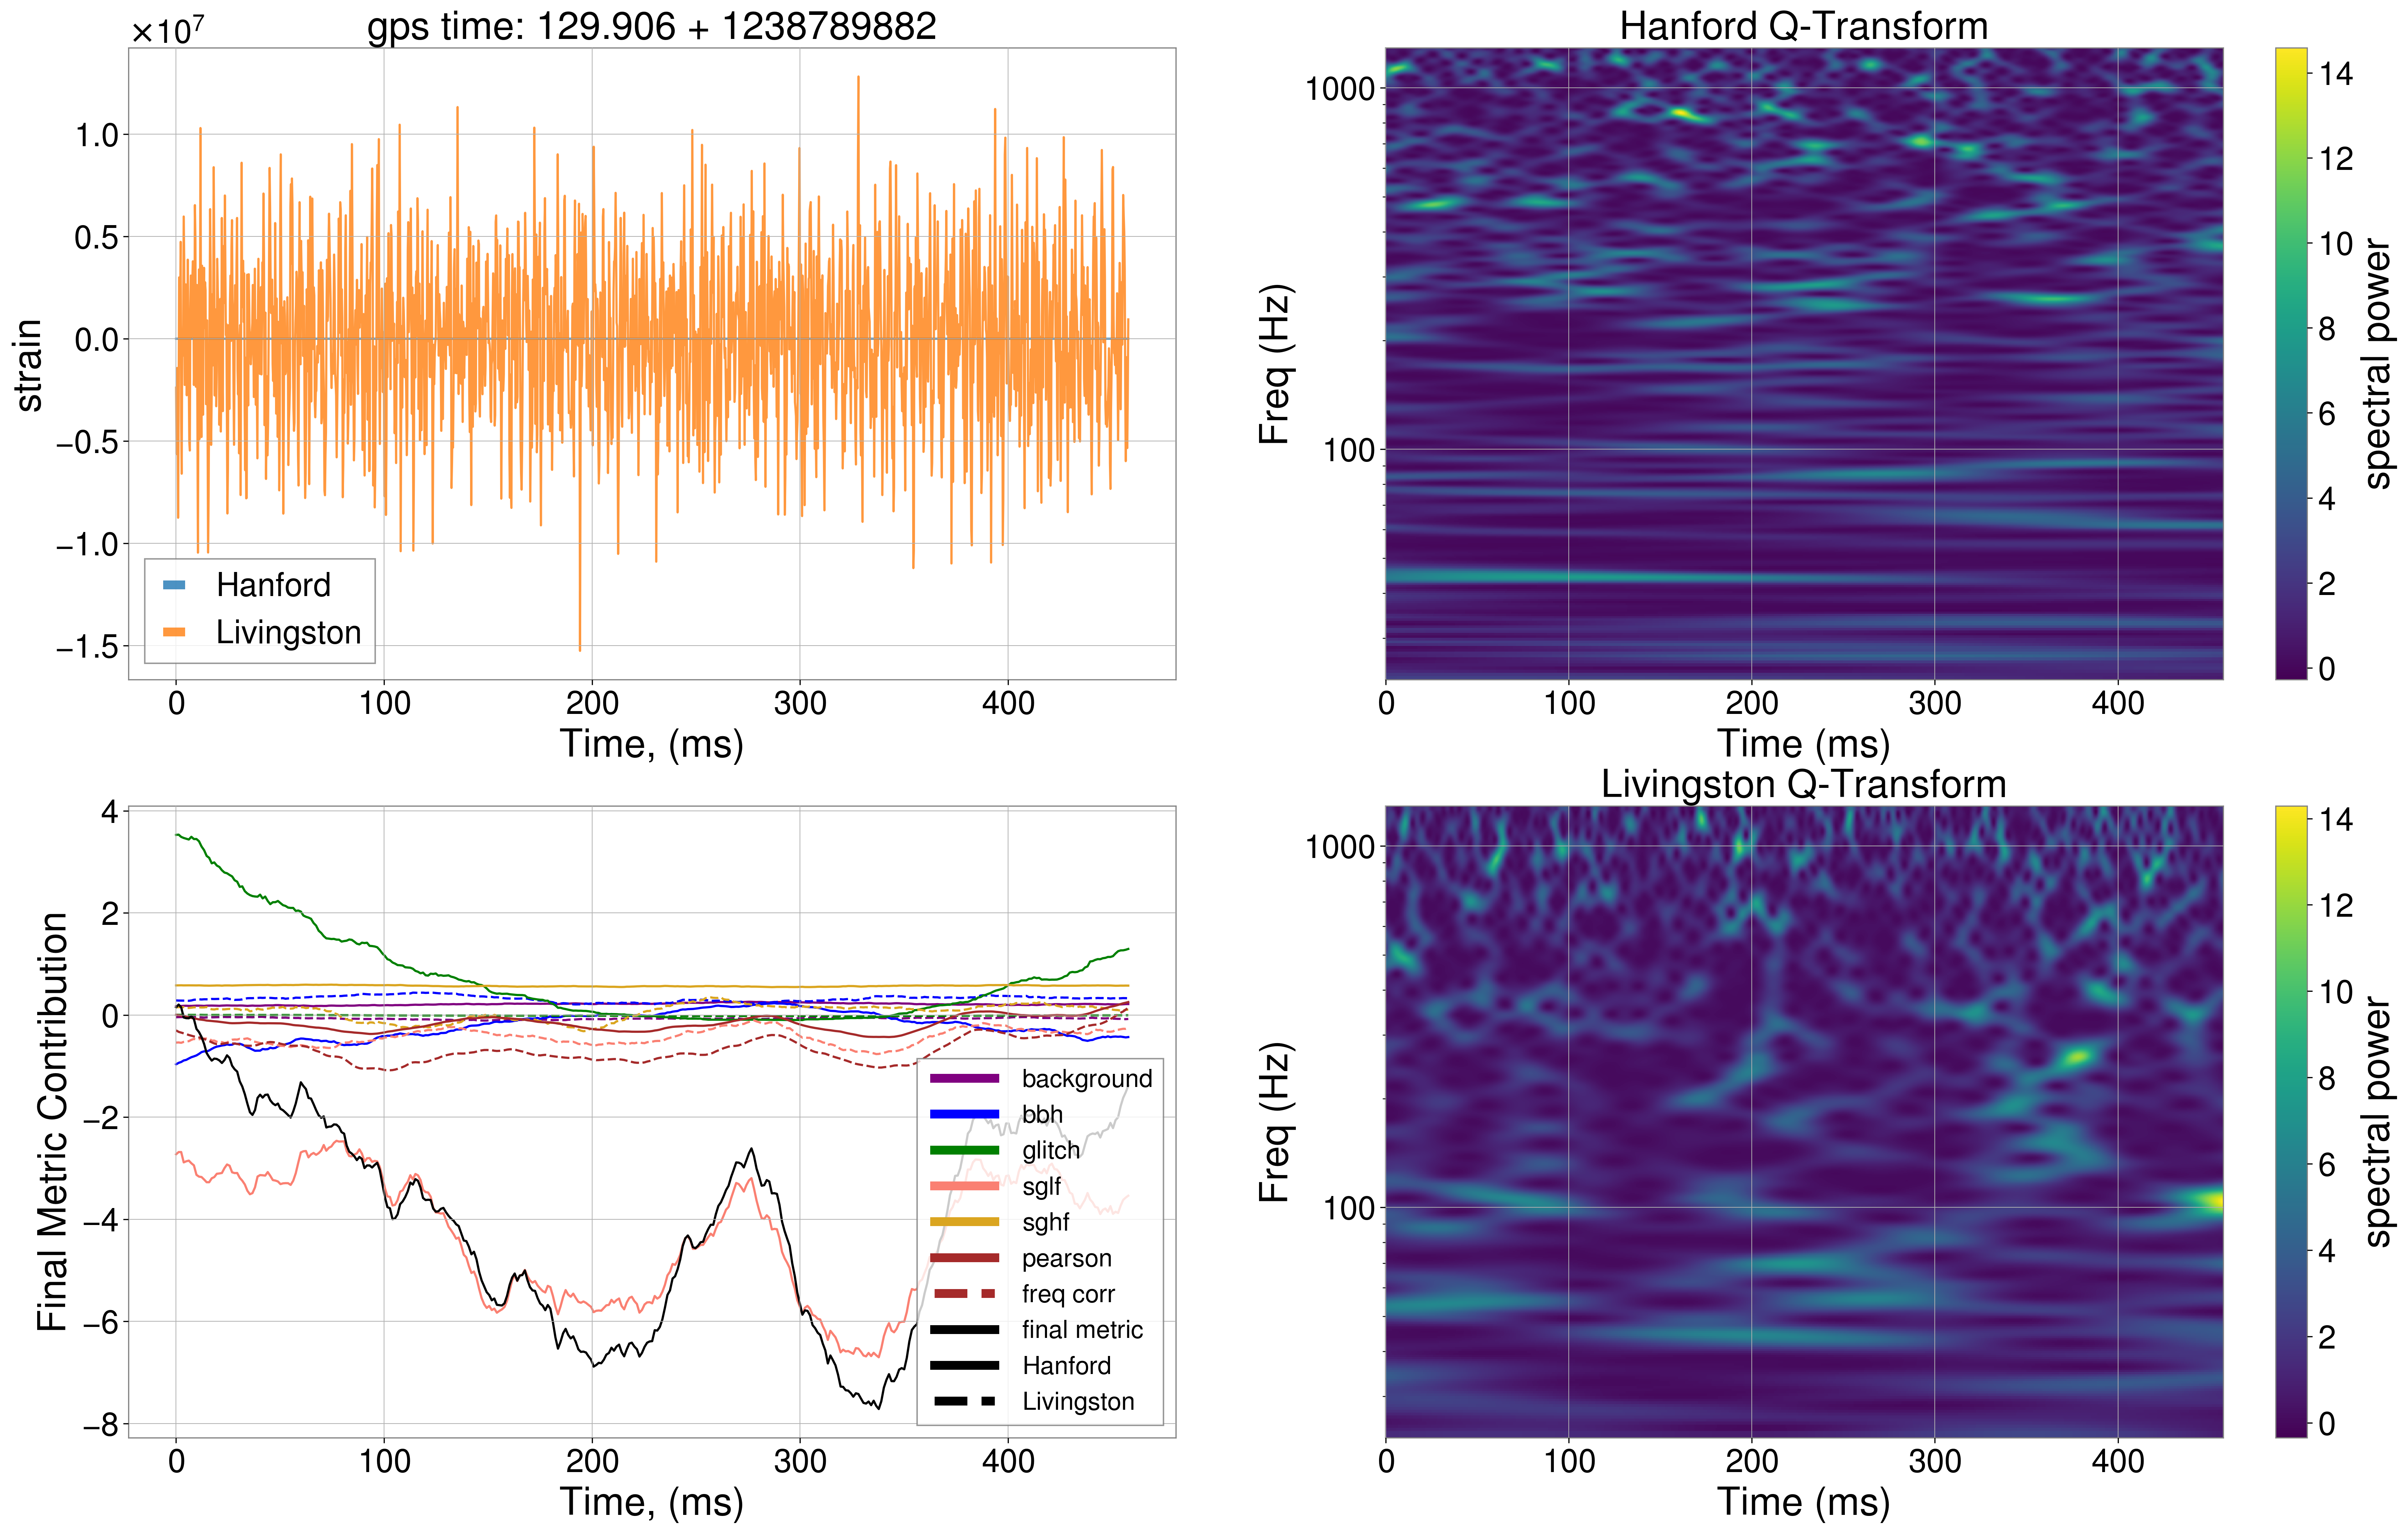 ×10⁷
gps time: 129.906 + 1238789882
1.0
0.5
0.0
−0.5
−1.0
−1.5
strain
Hanford
Livingston
0
100
200
300
400
Time, (ms)
Hanford Q-Transform
1000
100
Freq (Hz)
0
100
200
300
400
Time (ms)
14
12
10
8
6
4
2
0
spectral power
4
2
0
−2
−4
−6
−8
Final Metric Contribution
background
bbh
glitch
sglf
sghf
pearson
freq corr
final metric
Hanford
Livingston
0
100
200
300
400
Time, (ms)
Livingston Q-Transform
1000
100
Freq (Hz)
0
100
200
300
400
Time (ms)
14
12
10
8
6
4
2
0
spectral power